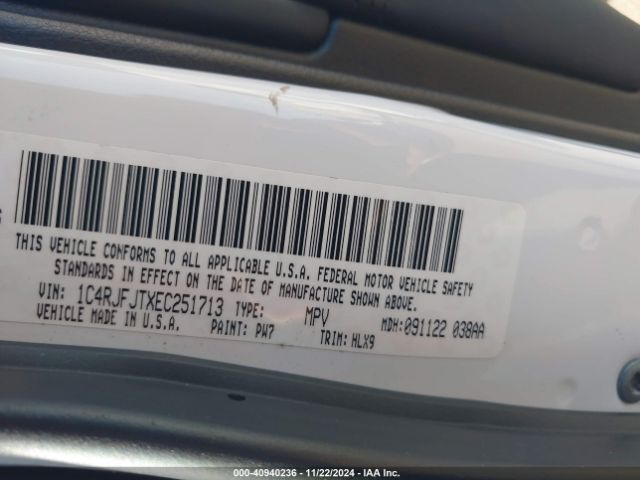 THIS VEHICLE CONFORMS TO ALL APPLICABLE U.S.A. FEDERAL MOTOR VEHICLE SAFETY
STANDARDS IN EFFECT ON THE DATE OF MANUFACTURE SHOWN ABOVE.
VIN: 1C4RJFJTXEC251713 TYPE: MPV MDH:091122 038AA
VEHICLE MADE IN U.S.A. PAINT: PW7 TRIM: HLX9
000-40940236 - 11/22/2024 - IAA Inc.